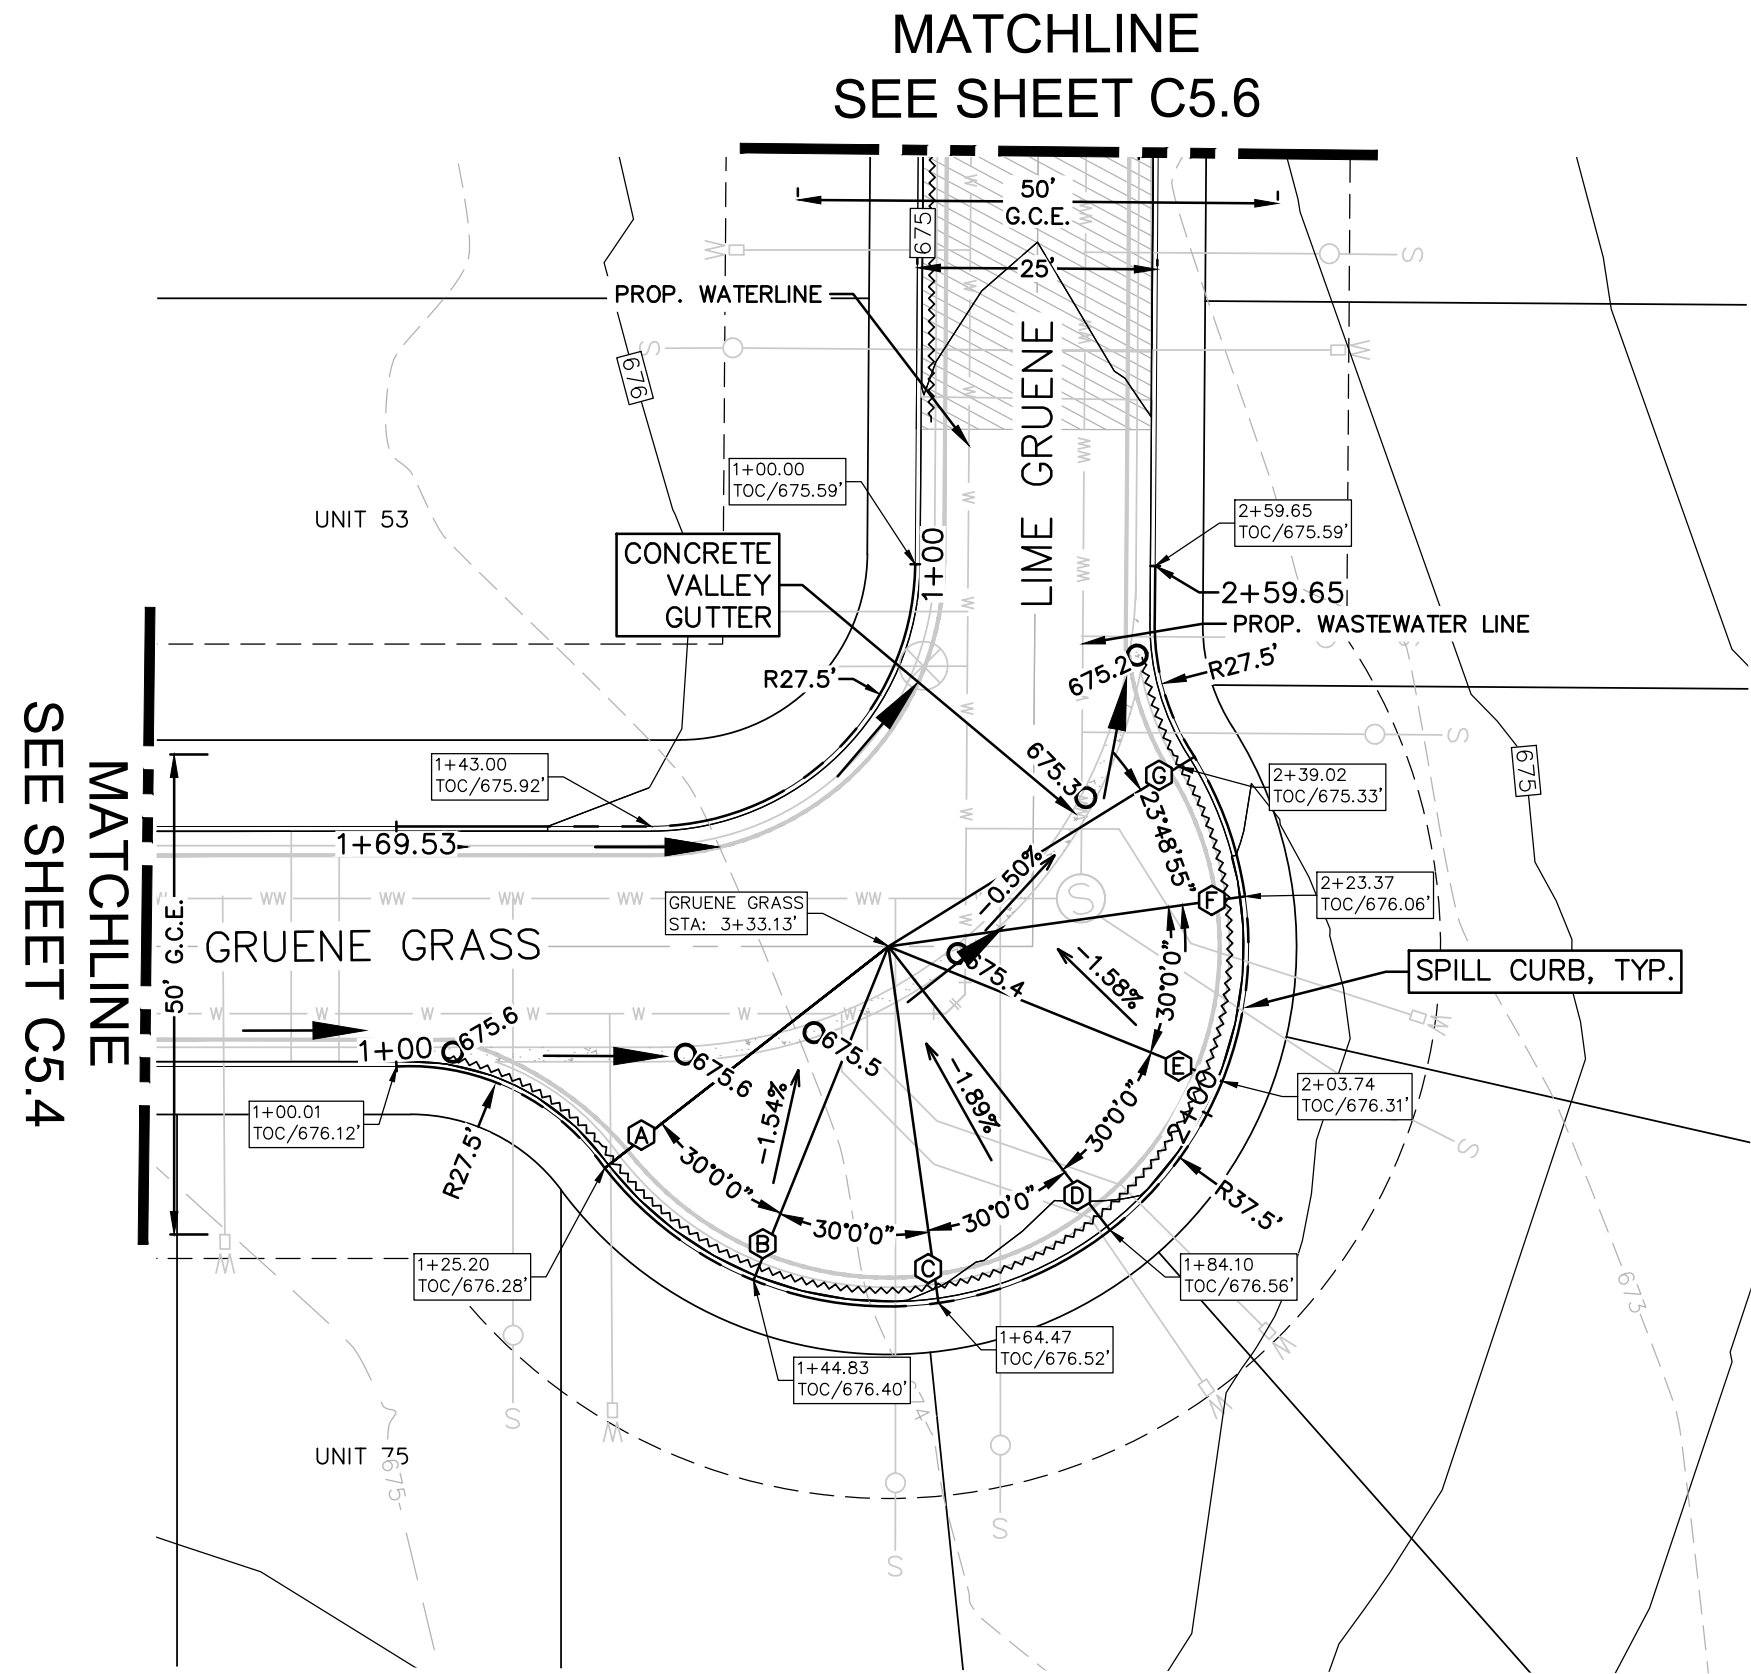 MATCHLINE
SEE SHEET C5.6
50'
G.C.E.
675
25'
PROP. WATERLINE
W
S
S
W
676
LIME GRUENE
1+00.00
TOC/675.59'
UNIT 53
2+59.65
TOC/675.59'
CONCRETE
VALLEY
GUTTER
1+00
2+59.65
PROP. WASTEWATER LINE
R27.5'
675.2
R27.5'
MATCHLINE
SEE SHEET C5.4
50' G.C.E.
1+43.00
TOC/675.92'
675.3
G
2+39.02
TOC/675.33'
S
675
1+69.53
23°48'55"
-0.50%
WW
WW
WW
WW
WW
GRUENE GRASS
STA: 3+33.13'
S
F
2+23.37
TOC/676.06'
GRUENE GRASS
675.4
-1.58%
30°0'0"
SPILL CURB, TYP.
W
W
W
W
W
W
1+00
675.6
675.6
675.5
E
2+00
2+03.74
TOC/676.31'
1+00.01
TOC/676.12'
-1.54%
-1.89%
30°0'0"
S
A
R27.5'
30°0'0"
30°0'0"
30°0'0"
D
R37.5'
B
C
1+25.20
TOC/676.28'
1+84.10
TOC/676.56'
W
673
1+64.47
TOC/676.52'
W
1+44.83
TOC/676.40'
W
S
W
674
UNIT 75
675
S
S